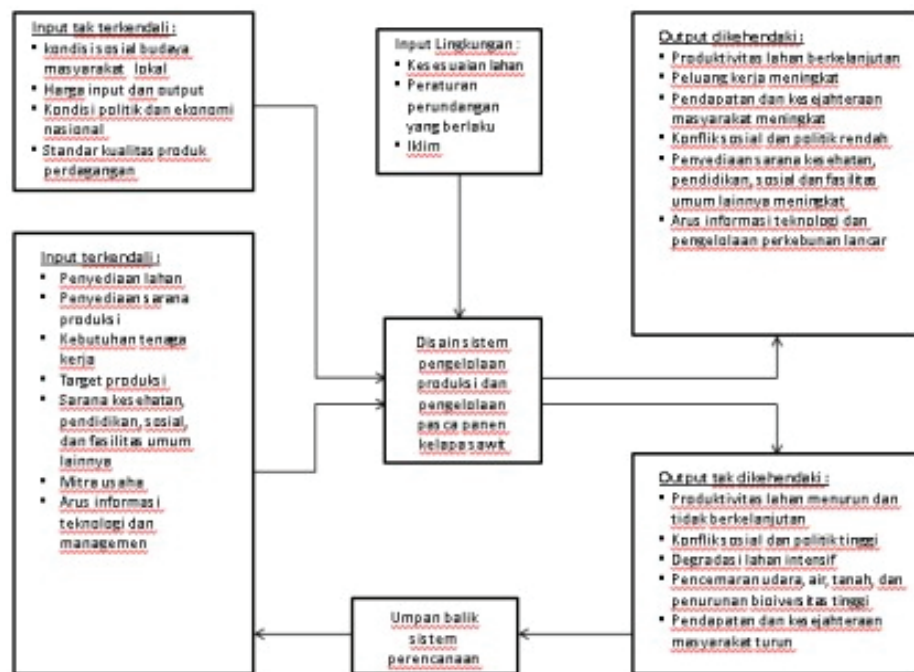 Input tak terkendali :
▪ kondisi sosial budaya
masyarakat lokal
▪ Harga input dan output
▪ Kondisi politik dan ekonomi
nasional
▪ Standar kualitas produk
perdagangan
Input Lingkungan :
▪ Kesesuaian lahan
▪ Peraturan
perundangan
yang berlaku
▪ Iklim
Output dikehendaki :
▪ Produktivitas lahan berkelanjutan
▪ Peluang kerja meningkat
▪ Pendapatan dan kesejahteraan
masyarakat meningkat
▪ Konflik sosial dan politik rendah
▪ Penyediaan sarana kesehatan,
pendidikan, sosial dan fasilitas
umum lainnya meningkat
▪ Arus informasi teknologi dan
pengelolaan perkebunan lancar
Input terkendali :
▪ Penyediaan lahan
▪ Penyediaan sarana
produksi
▪ Kebutuhan tenaga
kerja
▪ Target produksi
▪ Sarana kesehatan,
pendidikan, sosial,
dan fasilitas umum
lainnya
▪ Mitra usaha
▪ Arus informasi
teknologi dan
managemen
Disain sistem
pengelolaan
produksi dan
pengelolaan
pasca panen
kelapa sawit
Output tak dikehendaki :
▪ Produktivitas lahan menurun dan
tidak berkelanjutan
▪ Konflik sosial dan politik tinggi
▪ Degradasi lahan intensif
▪ Pencemaran udara, air, tanah, dan
penurunan bioiversitas tinggi
▪ Pendapatan dan kesejahteraan
masyarakat turun
Umpan balik
sistem
perencanaan